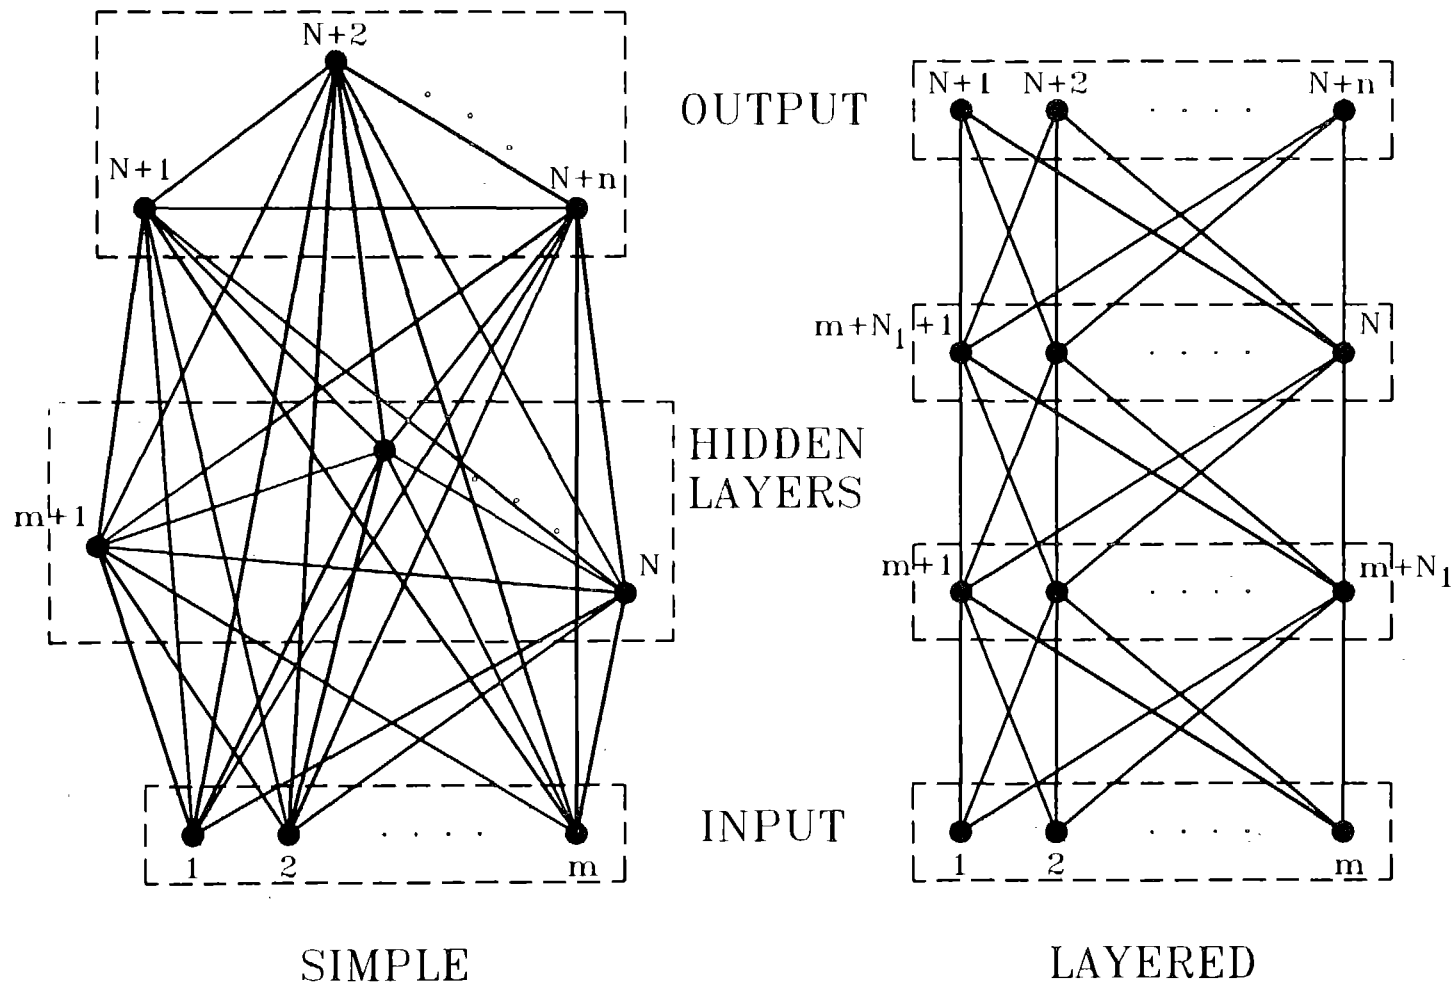 N+2
N+1
N+n
OUTPUT
N+1 N+2 . . . . N+n
m+N₁+1 . . . . N
HIDDEN
LAYERS
m+1
N
m+1 . . . . m+N₁
INPUT
1 2 . . . . m
1 2 . . . . m
SIMPLE
LAYERED